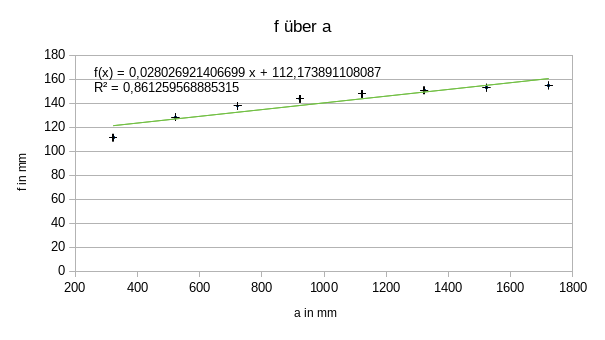 f über a
180
160
140
120
100
80
60
40
20
0
f(x) = 0,028026921406699 x + 112,173891108087
R² = 0,861259568885315
f in mm
200 400 600 800 1000 1200 1400 1600 1800
a in mm